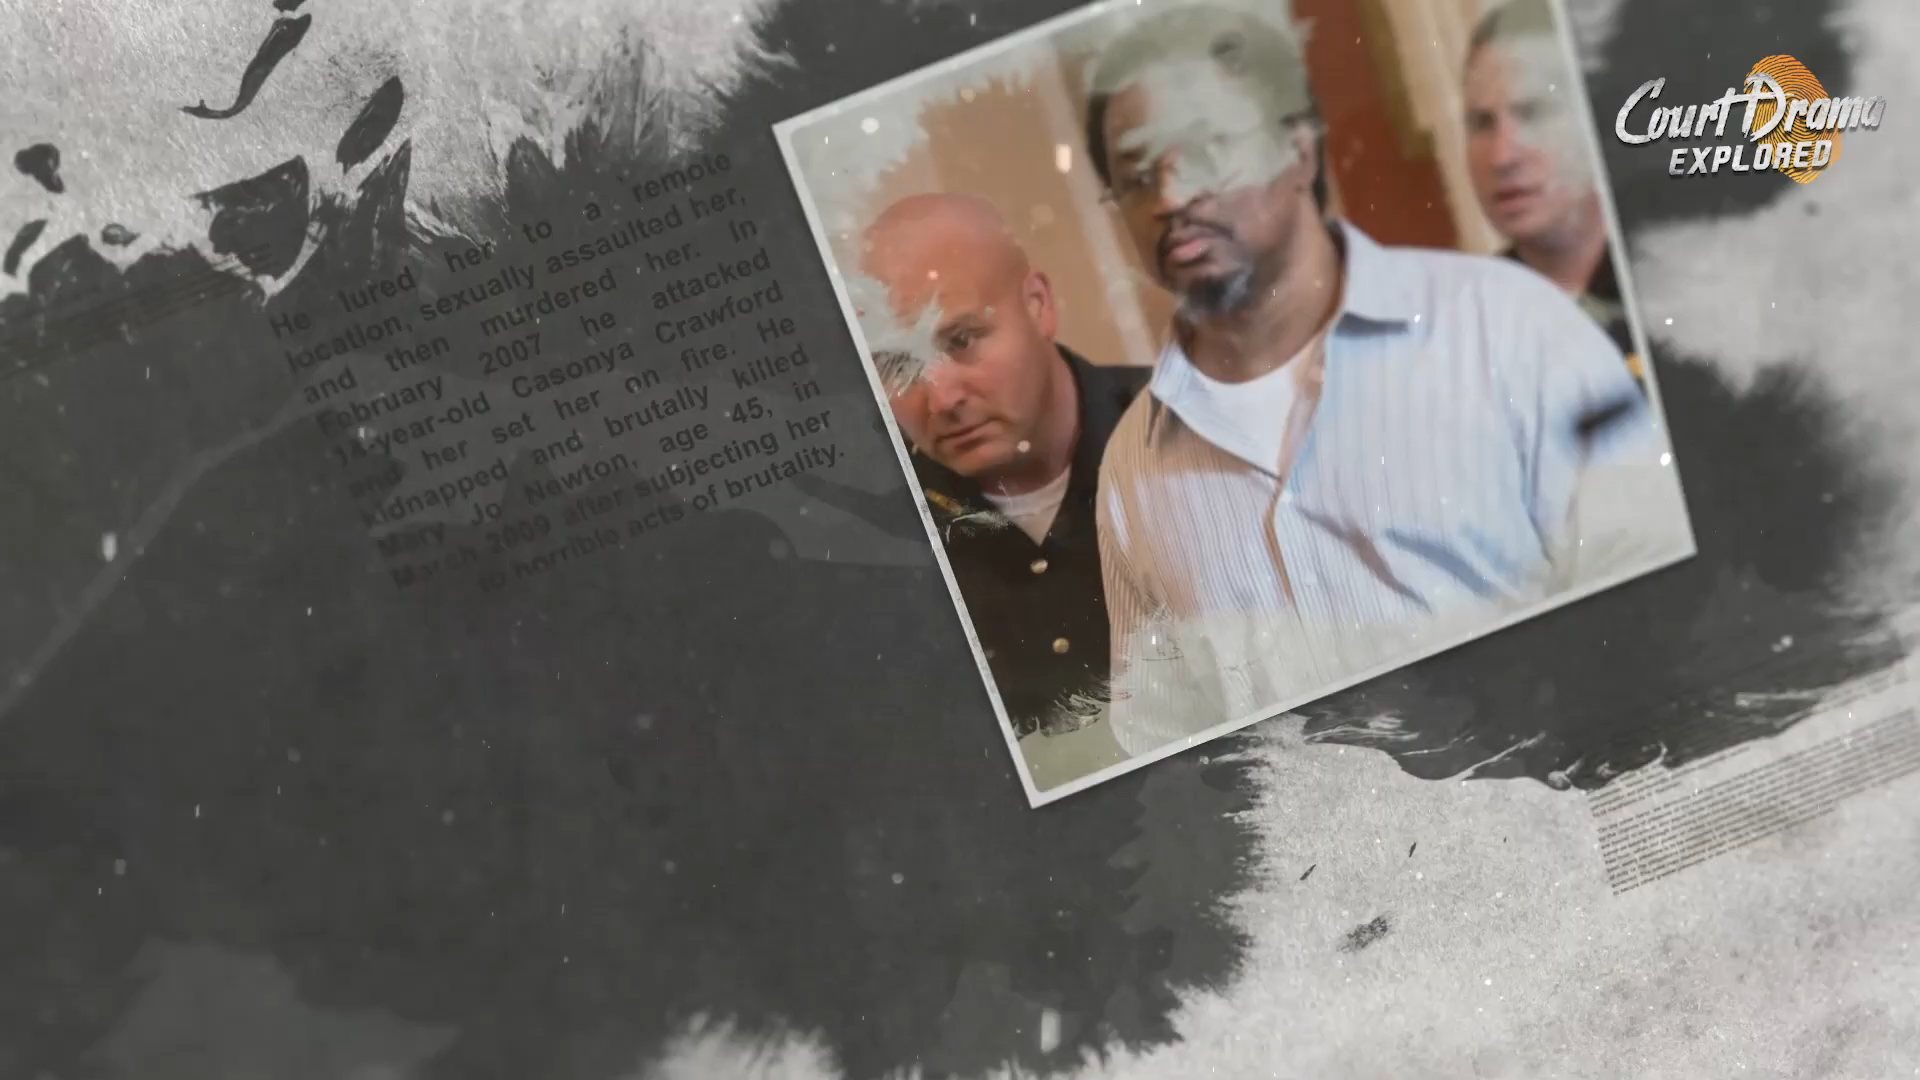 He lured her to a remote
location, sexually assaulted her,
and then murdered her. In
February 2007 he attacked
14-year-old Casonya Crawford
and her set her on fire. He
kidnapped and brutally killed
Mary Jo Newton, age 45, in
March 2009 after subjecting her
to horrible acts of brutality.
Court Drama
EXPLORED